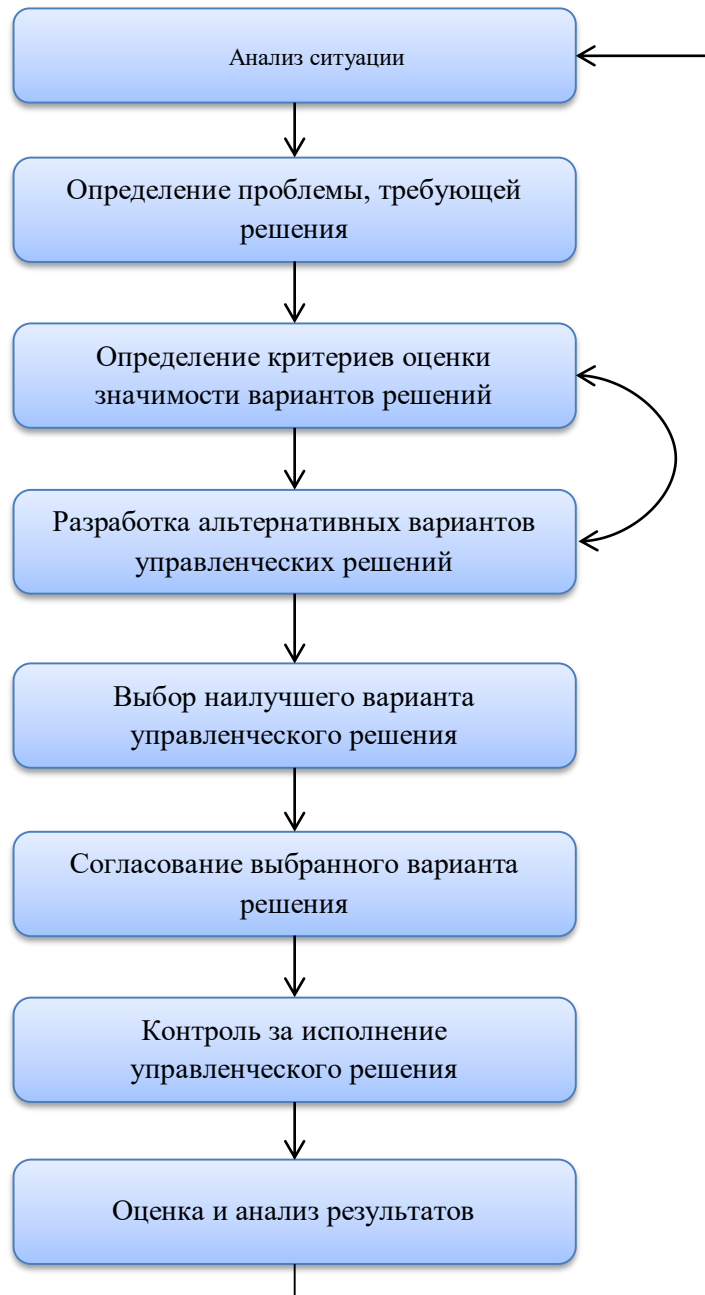 Анализ ситуации
Определение проблемы, требующей
решения
Определение критериев оценки
значимости вариантов решений
Разработка альтернативных вариантов
управленческих решений
Выбор наилучшего варианта
управленческого решения
Согласование выбранного варианта
решения
Контроль за исполнение
управленческого решения
Оценка и анализ результатов